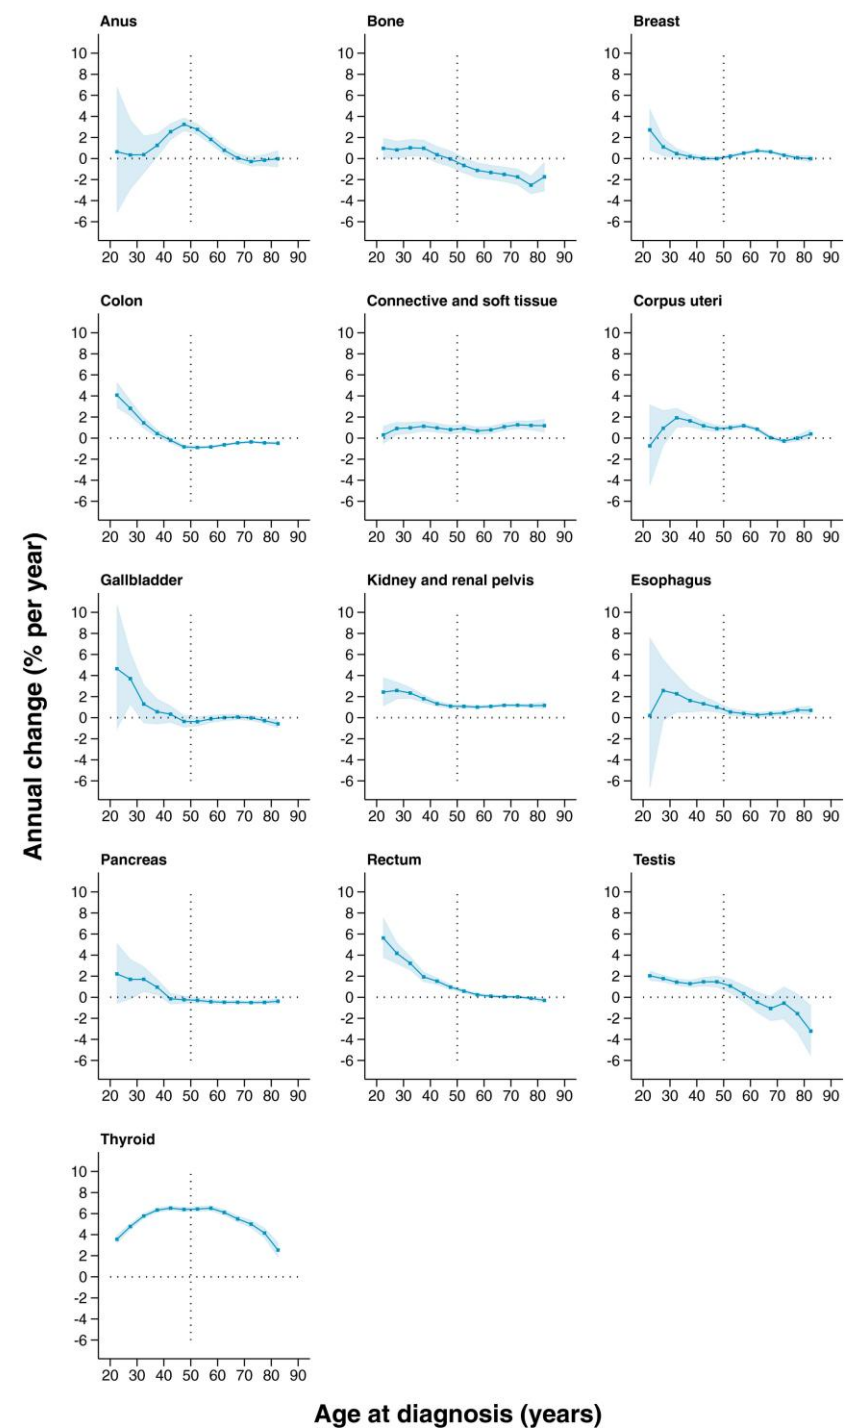 Anus Bone Breast
10 10 10
8 8 8
6 6 6
4 4 4
2 2 2
0 0 0
-2 -2 -2
-4 -4 -4
-6 -6 -6
20 30 40 50 60 70 80 90 20 30 40 50 60 70 80 90 20 30 40 50 60 70 80 90
Colon Connective and soft tissue Corpus uteri
10 10 10
8 8 8
6 6 6
4 4 4
2 2 2
0 0 0
-2 -2 -2
-4 -4 -4
-6 -6 -6
20 30 40 50 60 70 80 90 20 30 40 50 60 70 80 90 20 30 40 50 60 70 80 90
Annual change (% per year)
Gallbladder Kidney and renal pelvis Esophagus
10 10 10
8 8 8
6 6 6
4 4 4
2 2 2
0 0 0
-2 -2 -2
-4 -4 -4
-6 -6 -6
20 30 40 50 60 70 80 90 20 30 40 50 60 70 80 90 20 30 40 50 60 70 80 90
Pancreas Rectum Testis
10 10 10
8 8 8
6 6 6
4 4 4
2 2 2
0 0 0
-2 -2 -2
-4 -4 -4
-6 -6 -6
20 30 40 50 60 70 80 90 20 30 40 50 60 70 80 90 20 30 40 50 60 70 80 90
Thyroid
10
8
6
4
2
0
-2
-4
-6
20 30 40 50 60 70 80 90
Age at diagnosis (years)